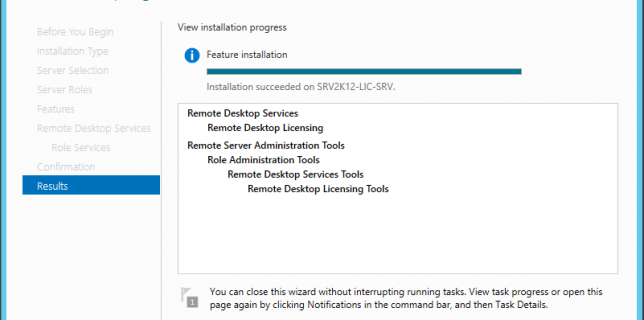 View installation progress
Before You Begin
Installation Type
Server Selection
Server Roles
Features
Remote Desktop Services
Role Services
Confirmation
Results
Feature installation
Installation succeeded on SRV2K12-LIC-SRV.
Remote Desktop Services
Remote Desktop Licensing
Remote Server Administration Tools
Role Administration Tools
Remote Desktop Services Tools
Remote Desktop Licensing Tools
1
You can close this wizard without interrupting running tasks. View task progress or open this
page again by clicking Notifications in the command bar, and then Task Details.